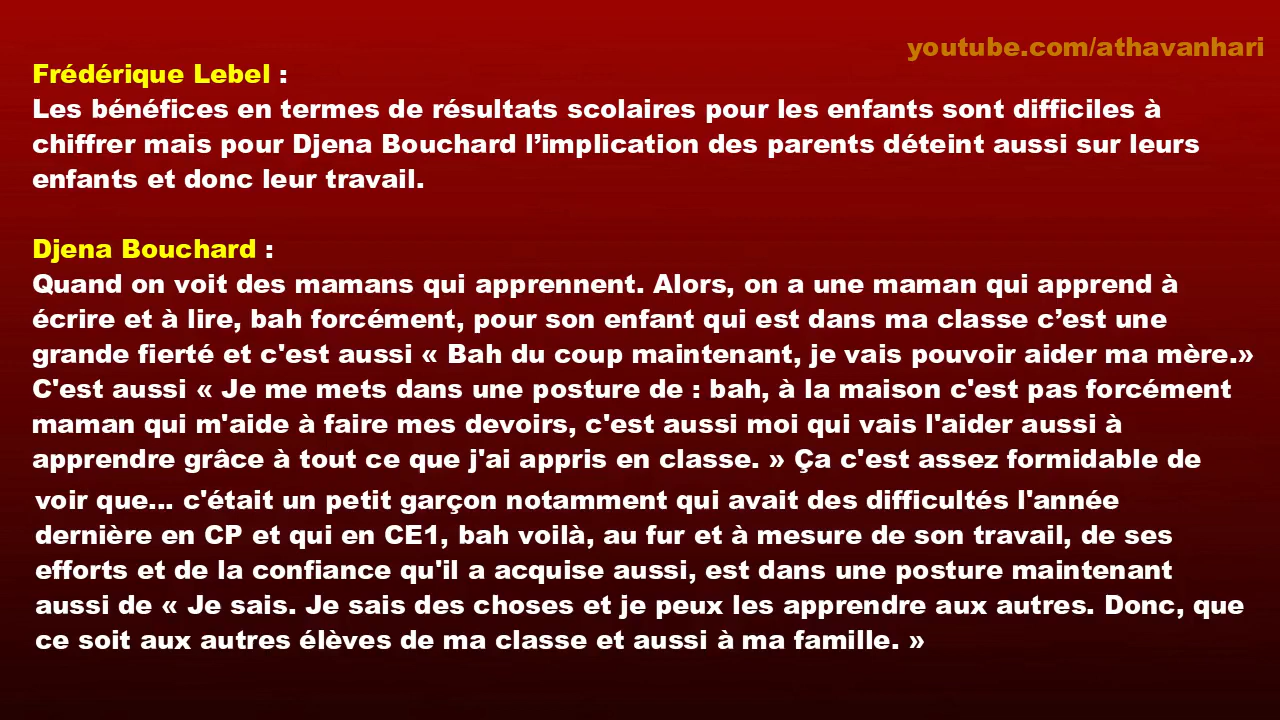 youtube.com/athavanhari
Frédérique Lebel :
Les bénéfices en termes de résultats scolaires pour les enfants sont difficiles à
chiffrer mais pour Djena Bouchard l’implication des parents déteint aussi sur leurs
enfants et donc leur travail.
Djena Bouchard :
Quand on voit des mamans qui apprennent. Alors, on a une maman qui apprend à
écrire et à lire, bah forcément, pour son enfant qui est dans ma classe c’est une
grande fierté et c'est aussi « Bah du coup maintenant, je vais pouvoir aider ma mère.»
C'est aussi « Je me mets dans une posture de : bah, à la maison c'est pas forcément
maman qui m'aide à faire mes devoirs, c'est aussi moi qui vais l'aider aussi à
apprendre grâce à tout ce que j'ai appris en classe. » Ça c'est assez formidable de
voir que... c'était un petit garçon notamment qui avait des difficultés l'année
dernière en CP et qui en CE1, bah voilà, au fur et à mesure de son travail, de ses
efforts et de la confiance qu'il a acquise aussi, est dans une posture maintenant
aussi de « Je sais. Je sais des choses et je peux les apprendre aux autres. Donc, que
ce soit aux autres élèves de ma classe et aussi à ma famille. »